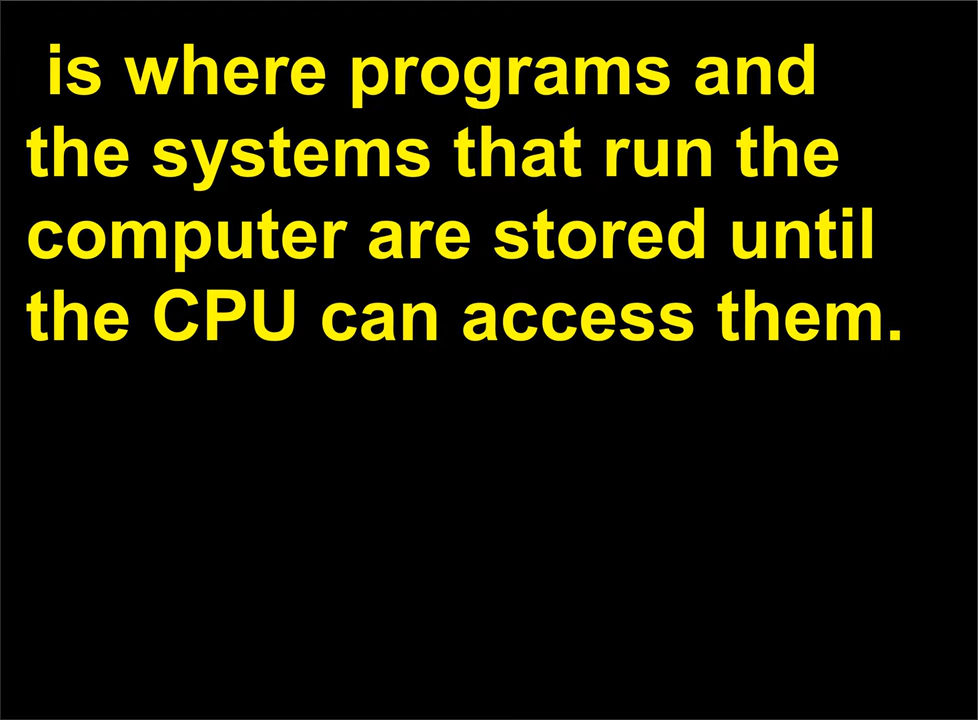 is where programs and
the systems that run the
computer are stored until
the CPU can access them.